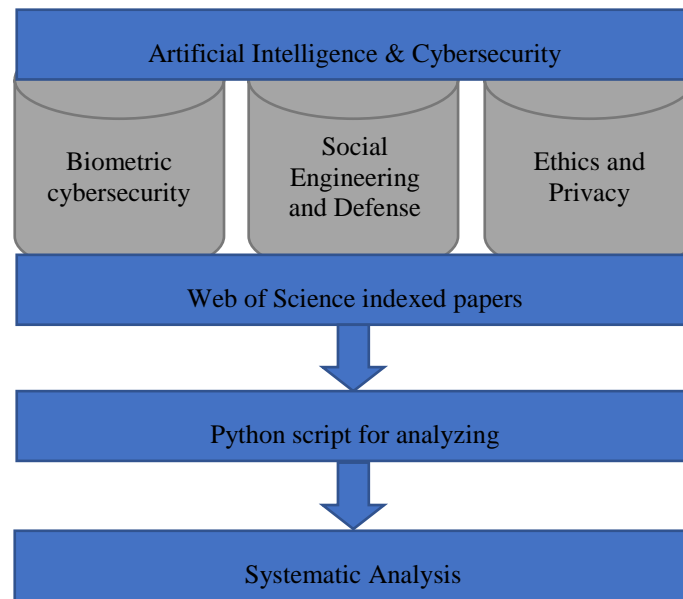 Artificial Intelligence & Cybersecurity
Biometric
cybersecurity
Social
Engineering
and Defense
Ethics and
Privacy
Web of Science indexed papers
Python script for analyzing
Systematic Analysis